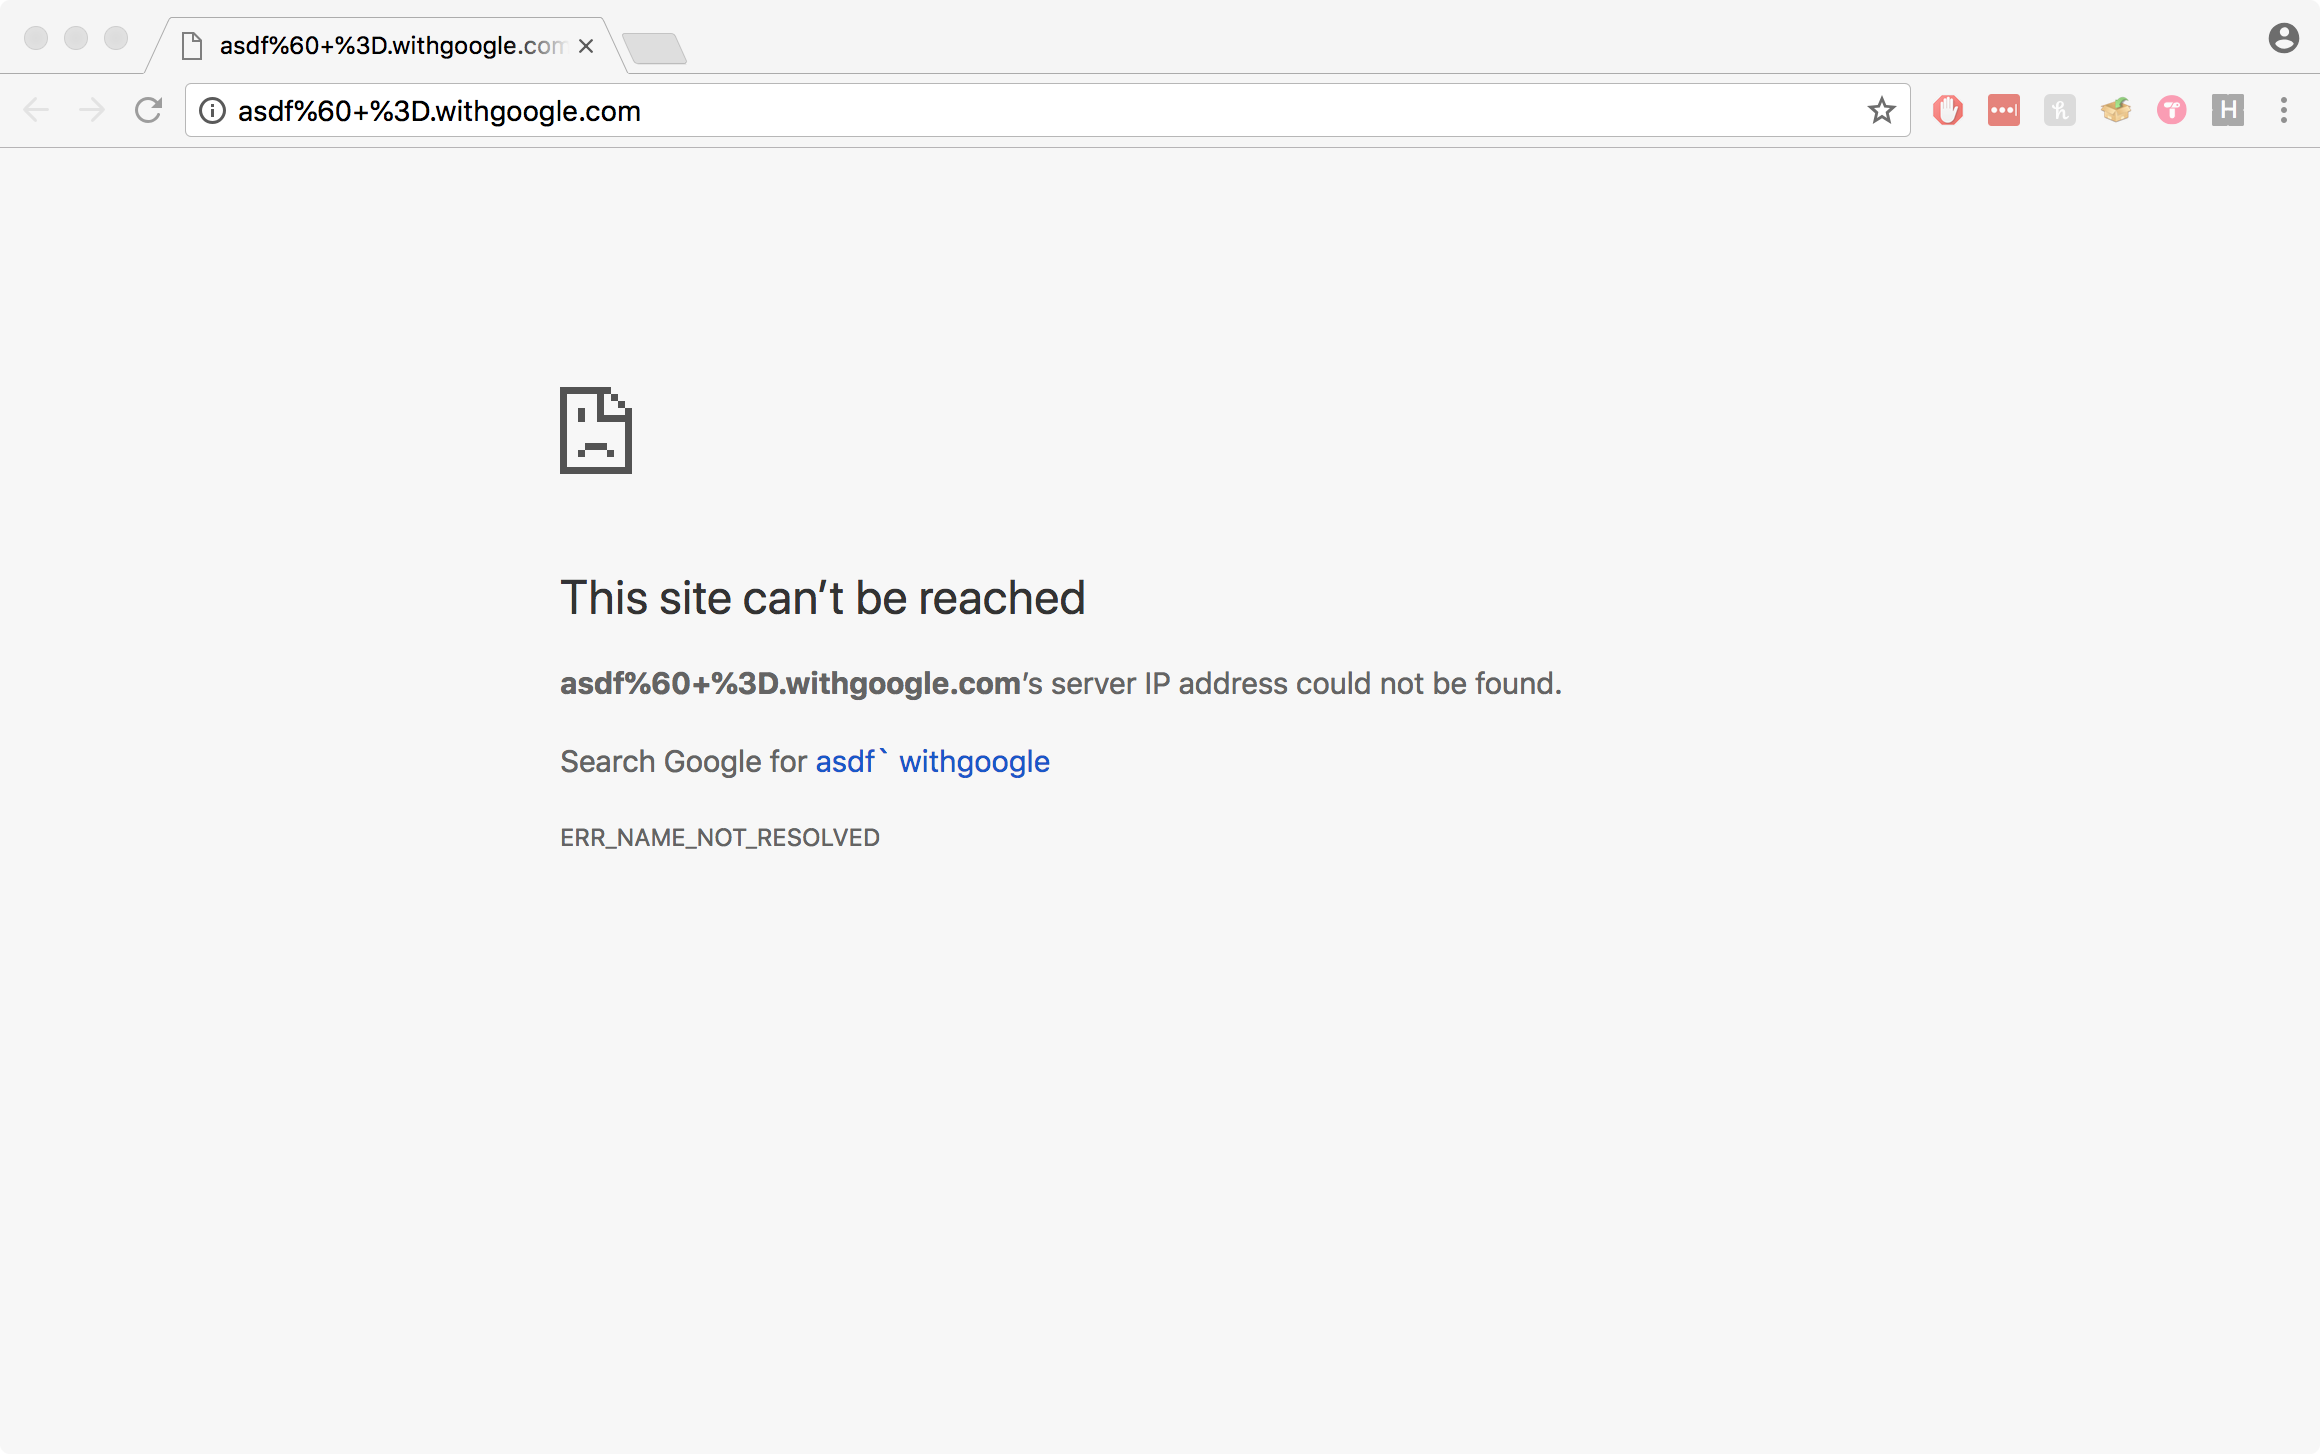 asdf%60+%3D.withgoogle.com
asdf%60+%3D.withgoogle.com
H
This site can’t be reached
asdf%60+%3D.withgoogle.com’s server IP address could not be found.
Search Google for asdf` withgoogle
ERR_NAME_NOT_RESOLVED